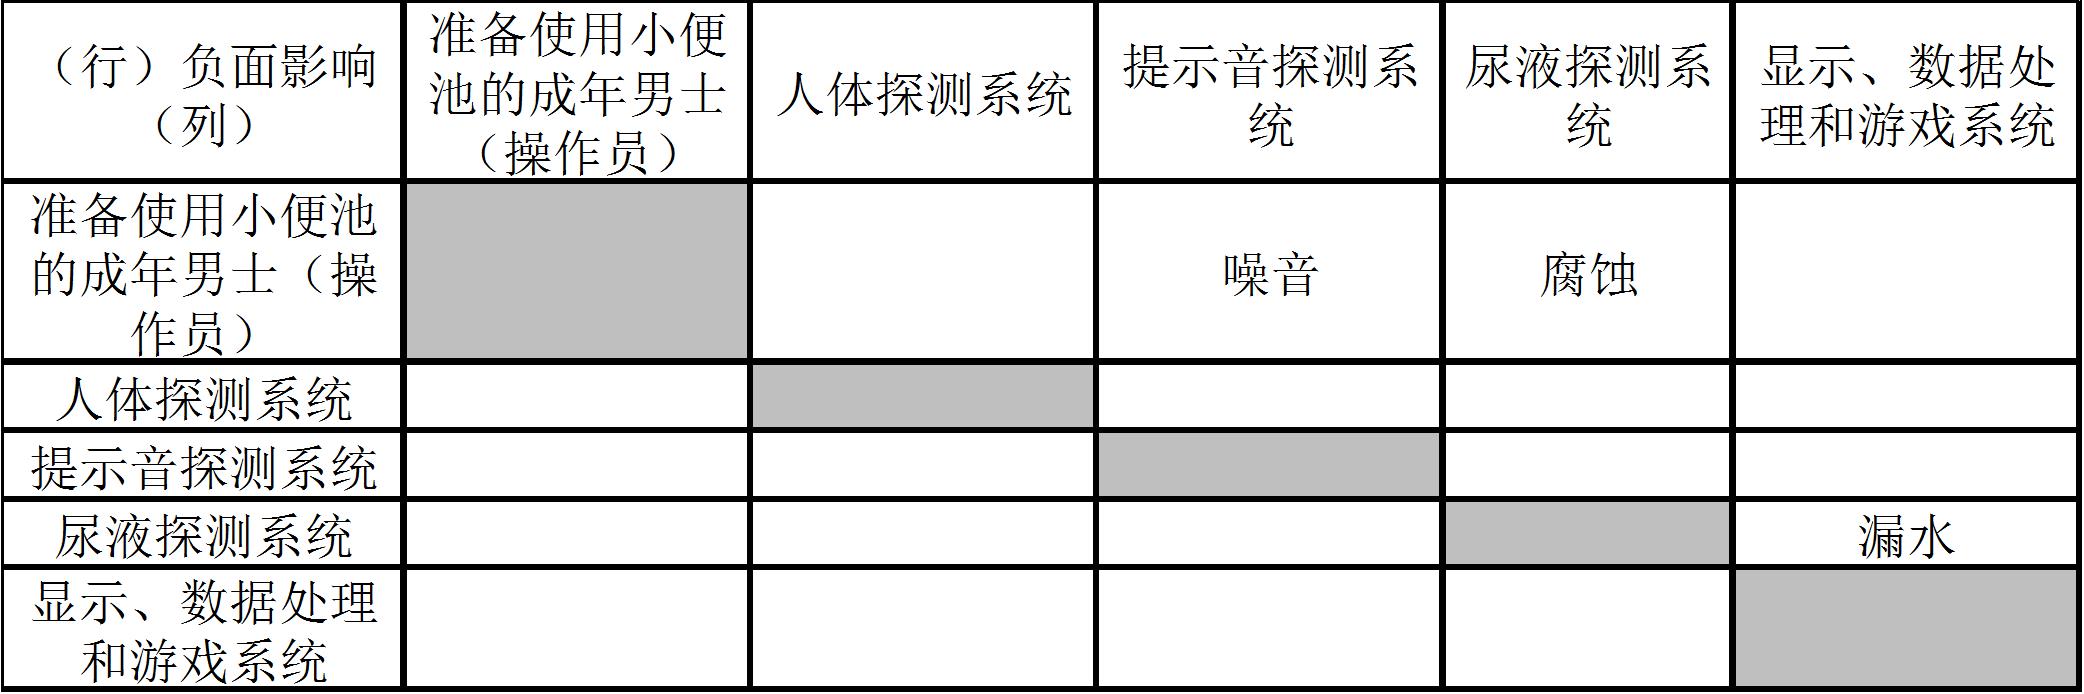 （行）负面影响
（列）
准备使用小便
池的成年男士
（操作员）
人体探测系统
提示音探测系
统
尿液探测系
统
显示、数据处
理和游戏系统
准备使用小便池
的成年男士（操
作员）
噪音
腐蚀
人体探测系统
提示音探测系统
尿液探测系统
漏水
显示、数据处理
和游戏系统